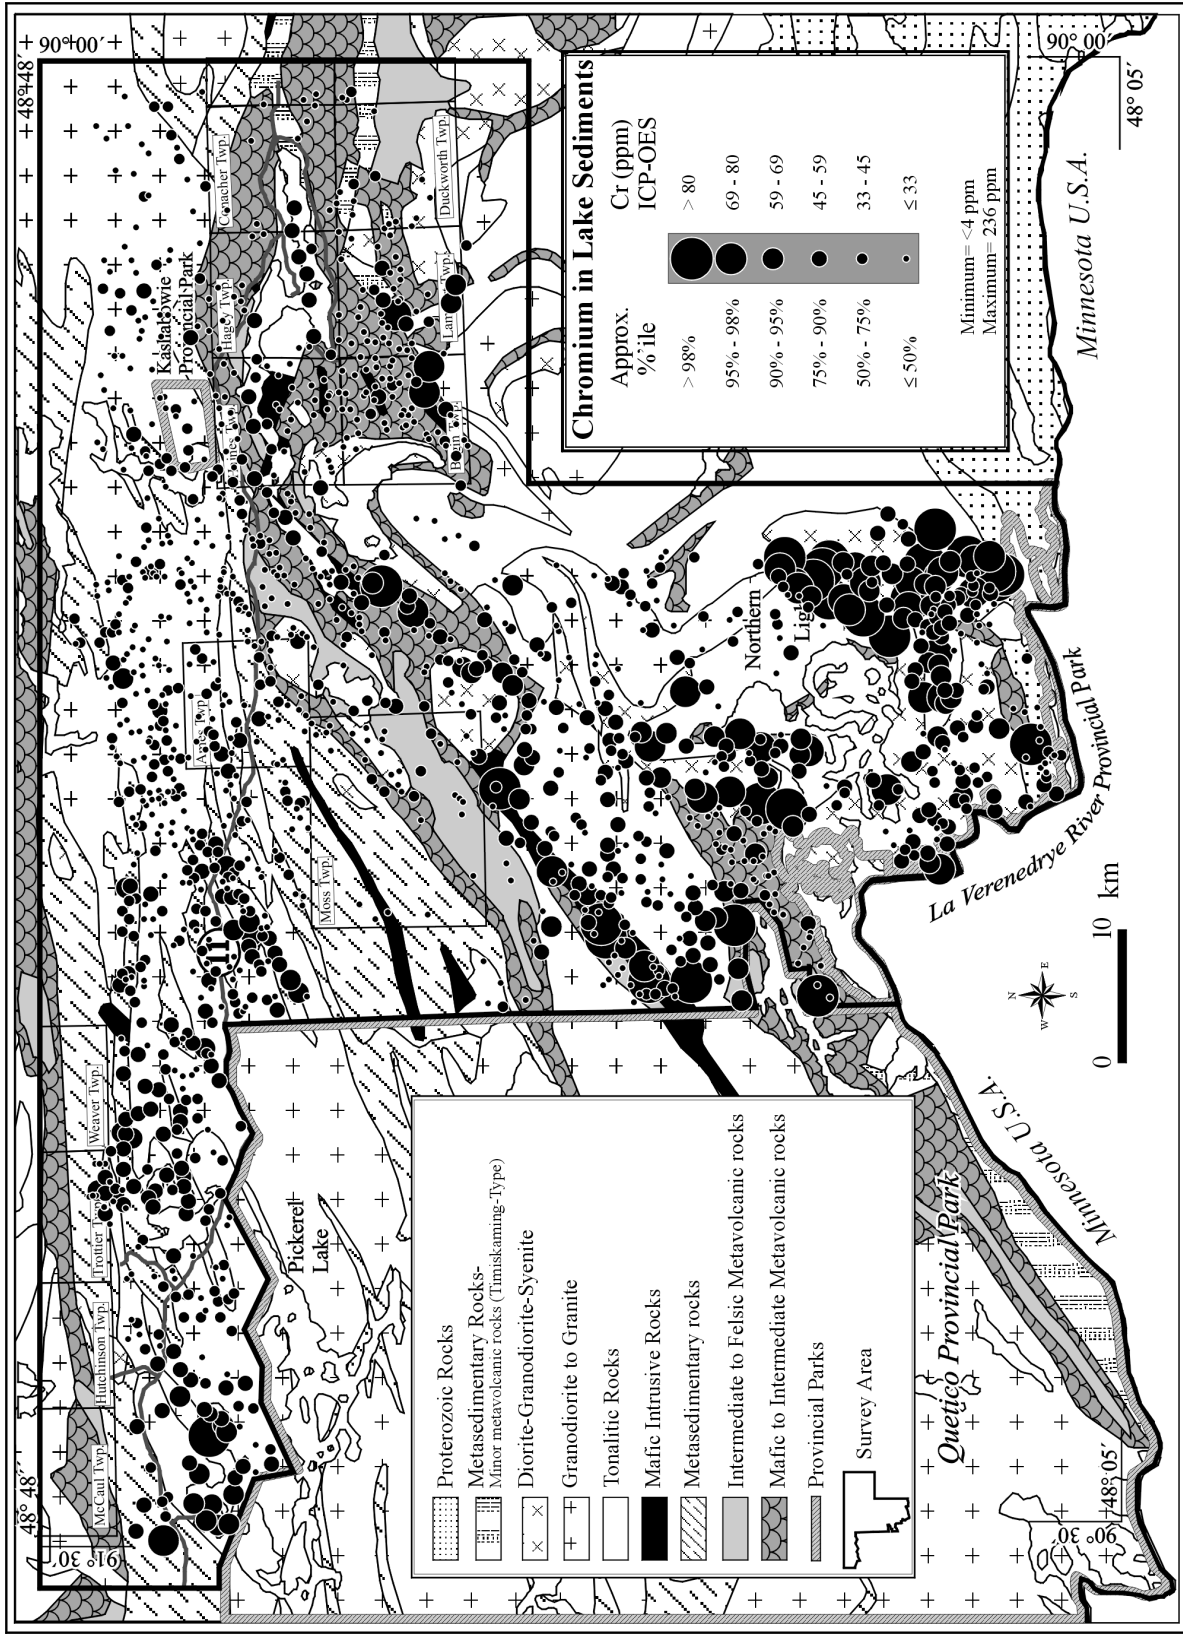 Chromium in Lake Sediments
Approx. %'ile
Cr (ppm) ICP-OES
> 98% > 80
95% - 98% 69 - 80
90% - 95% 59 - 69
75% - 90% 45 - 59
50% - 75% 33 - 45
≤ 50% ≤ 33
Minimum= <4 ppm
Maximum= 236 ppm
Proterozoic Rocks
Metasedimentary Rocks-
Minor metavolcanic rocks (Timiskaming-Type)
Diorite-Granodiorite-Syenite
Granodiorite to Granite
Tonalitic Rocks
Mafic Intrusive Rocks
Metasedimentary rocks
Intermediate to Felsic Metavolcanic rocks
Mafic to Intermediate Metavolcanic rocks
Provincial Parks
Survey Area
48° 48´
91° 30´
McCaul Twp.
Hutchinson Twp.
Trottier
Weaver Twp.
Pickerel
Lake
11
Moss Twp.
Ames Twp.
Kashabowie
Provincial Park
Hagey Twp.
Conacher Twp.
Duckworth Twp.
Twp.
48°48´
90°00´
Northern
Quetico Provincial Park
La Verenedrye River Provincial Park
Minnesota U.S.A.
Minnesota U.S.A.
48° 05´
90° 00´
48° 05´
90° 30´
N
W
E
S
0 10 km